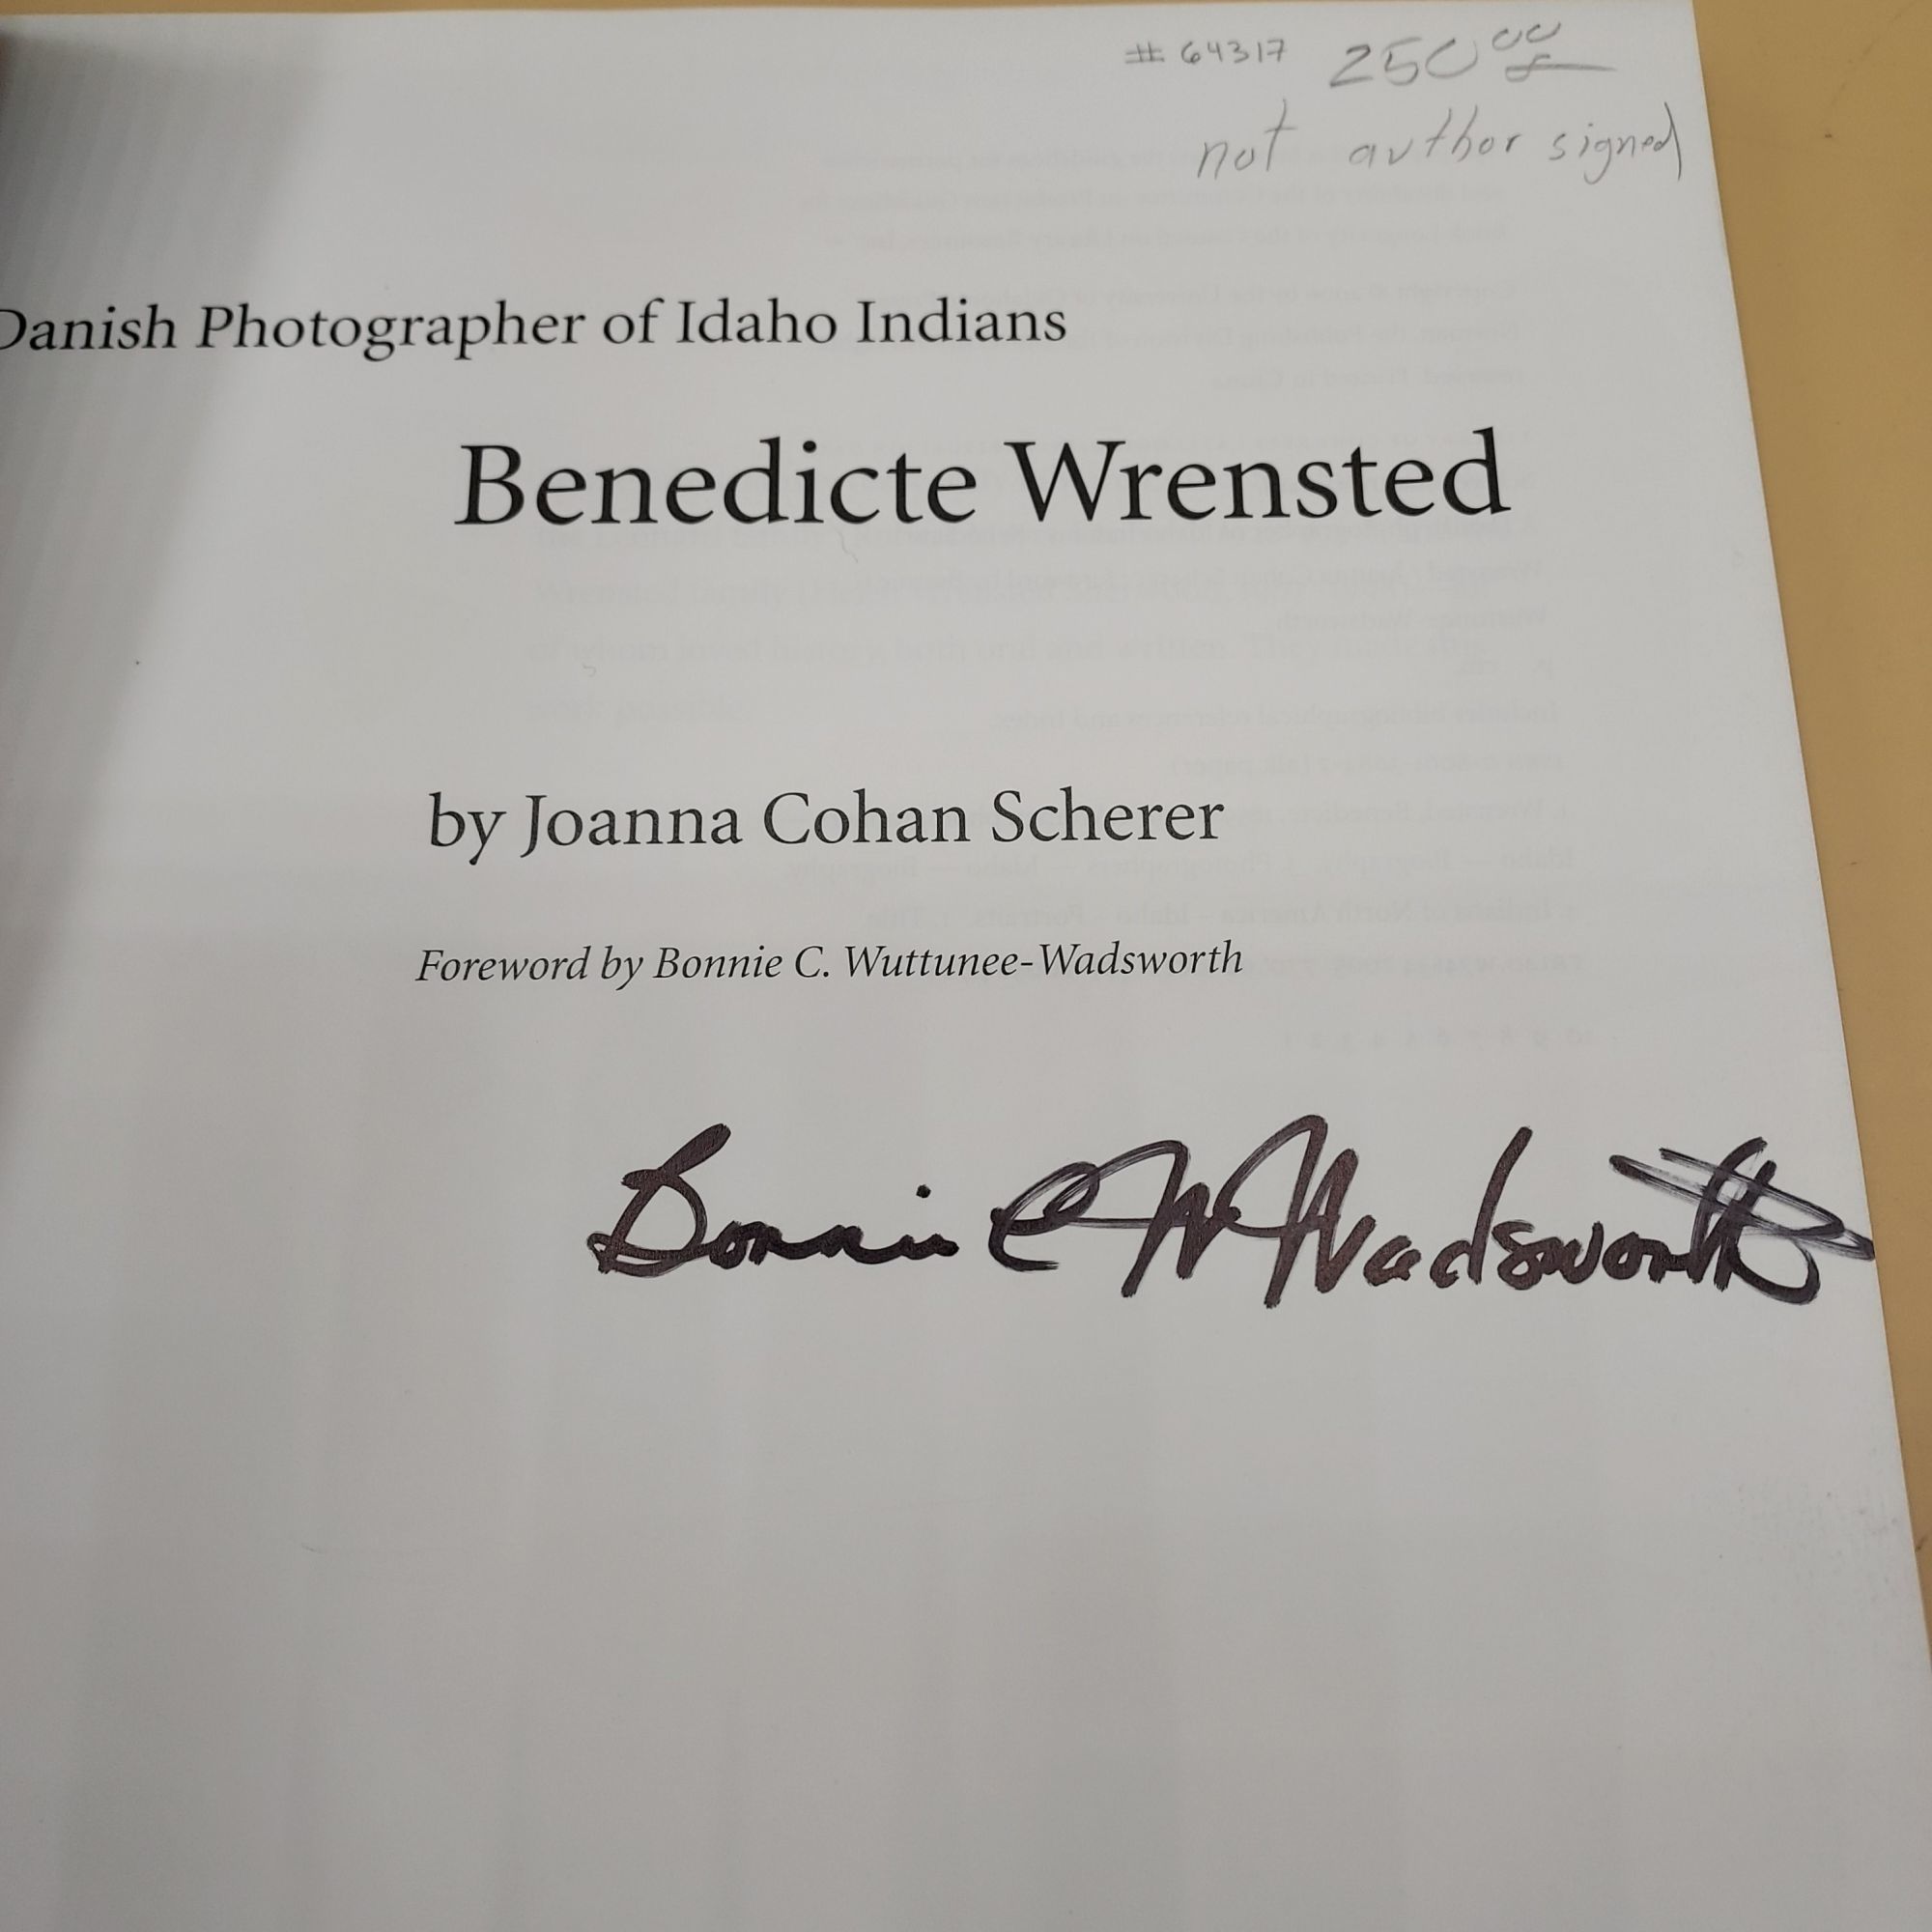 # 64317 250 00
not author signed
Danish Photographer of Idaho Indians
Benedicte Wrensted
by Joanna Cohan Scherer
Foreword by Bonnie C. Wuttunee-Wadsworth
Bonnie C W Wadsworth